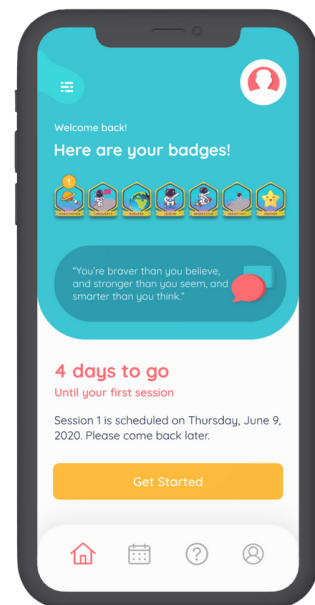 Welcome back!
Here are your badges!
1
“You're braver than you believe,
and stronger than you seem, and
smarter than you think.”
4 days to go
Until your first session
Session 1 is scheduled on Thursday, June 9,
2020. Please come back later.
Get Started
?